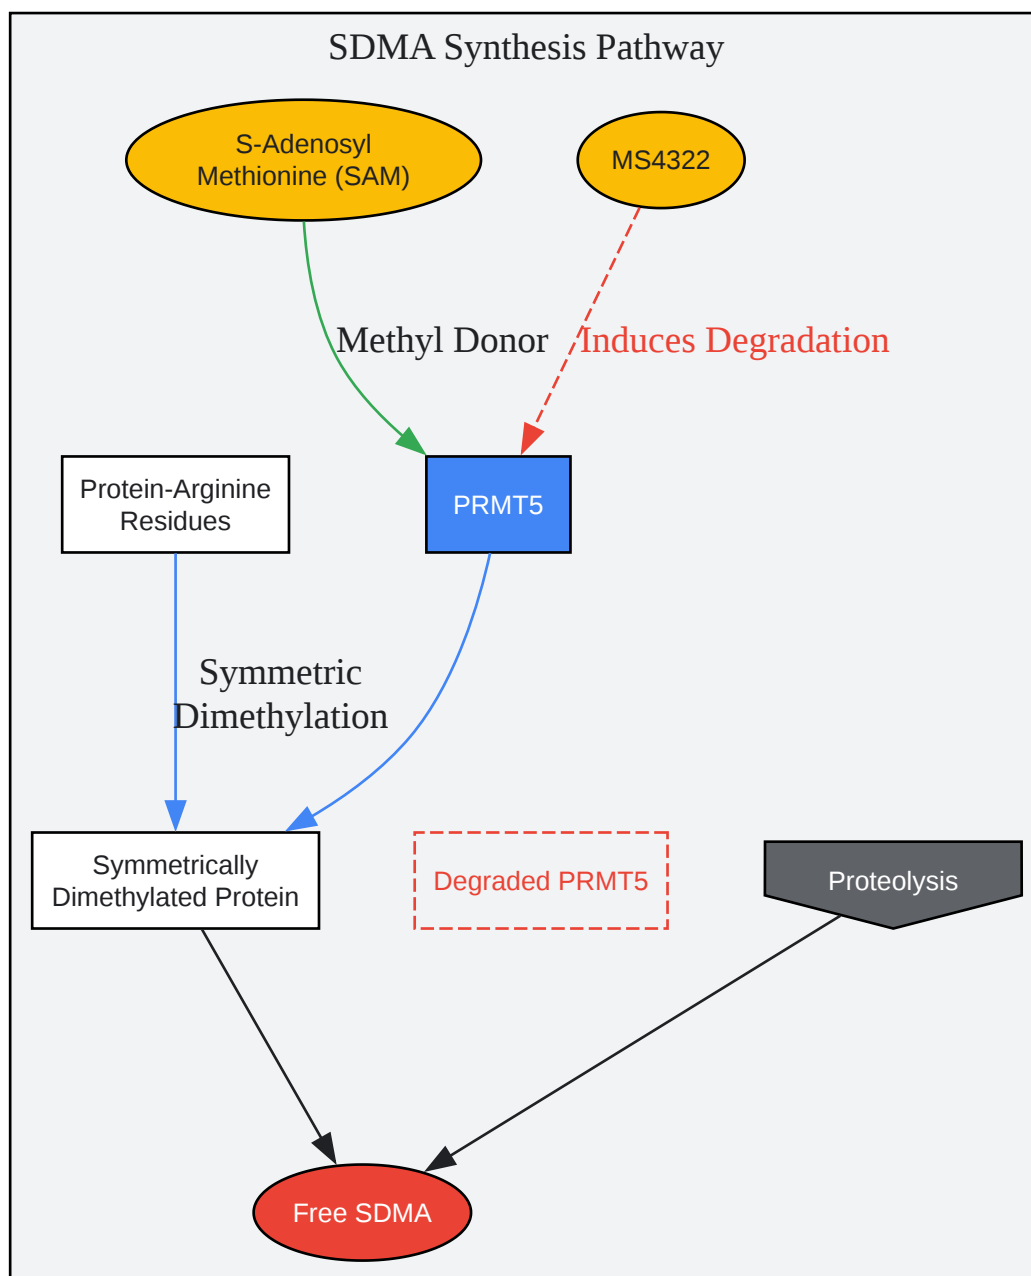 SDMA Synthesis Pathway
S-Adenosyl
Methionine (SAM)
MS4322
Methyl Donor
Induces Degradation
Protein-Arginine
Residues
PRMT5
Symmetric
Dimethylation
Symmetrically
Dimethylated Protein
Degraded PRMT5
Proteolysis
Free SDMA